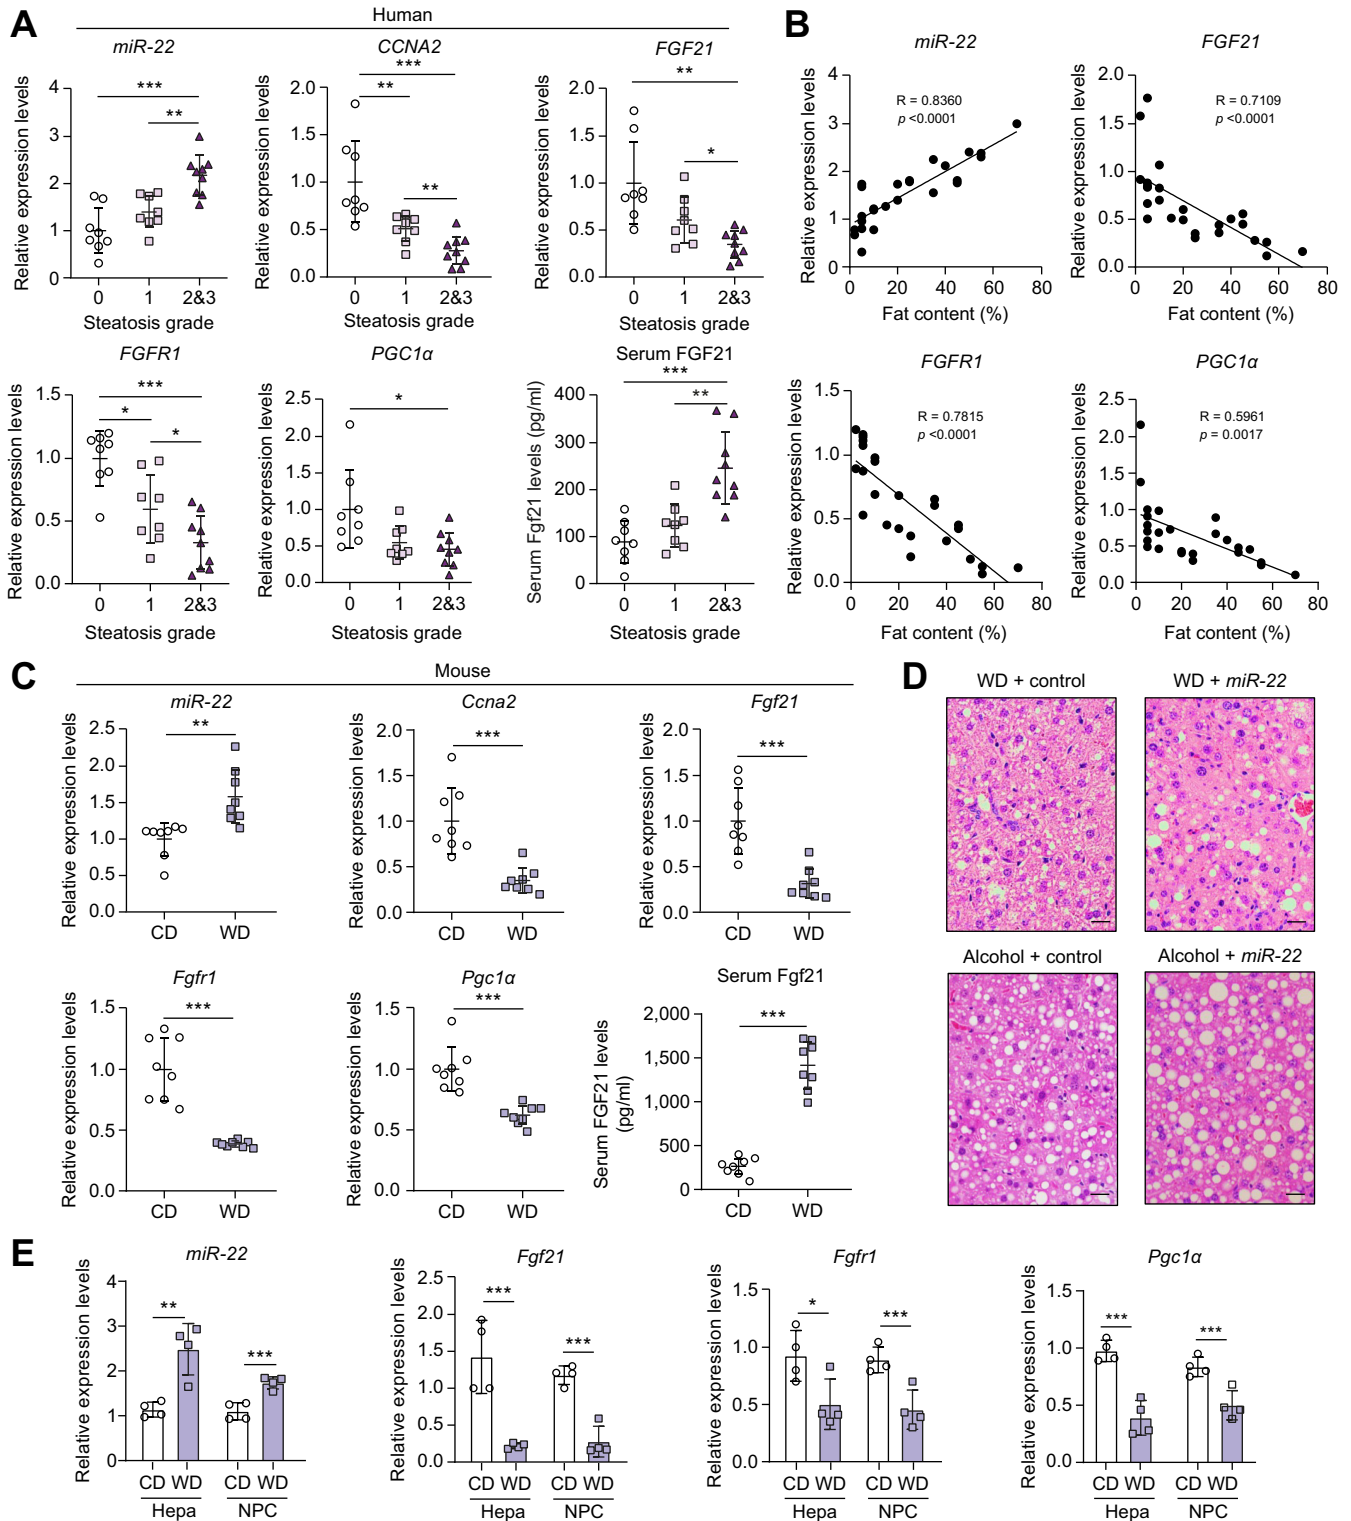 A
Human
miR-22
Relative expression levels
4
3
2
1
0
***
**
0 1 2&3
Steatosis grade
CCNA2
Relative expression levels
2.0
1.5
1.0
0.5
0.0
***
**
**
0 1 2&3
Steatosis grade
FGF21
Relative expression levels
2.0
1.5
1.0
0.5
0.0
**
*
0 1 2&3
Steatosis grade
FGFR1
Relative expression levels
1.5
1.0
0.5
0.0
***
*
*
0 1 2&3
Steatosis grade
PGC1α
Relative expression levels
2.5
2.0
1.5
1.0
0.5
0.0
*
0 1 2&3
Steatosis grade
Serum FGF21
Serum Fgf21 levels (pg/ml)
400
300
200
100
0
***
**
0 1 2&3
Steatosis grade
B
miR-22
Relative expression levels
4
3
2
1
0
R = 0.8360
p <0.0001
0 20 40 60 80
Fat content (%)
FGF21
Relative expression levels
2.0
1.5
1.0
0.5
0.0
R = 0.7109
p <0.0001
0 20 40 60 80
Fat content (%)
FGFR1
Relative expression levels
1.5
1.0
0.5
0.0
R = 0.7815
p <0.0001
0 20 40 60 80
Fat content (%)
PGC1α
Relative expression levels
2.5
2.0
1.5
1.0
0.5
0.0
R = 0.5961
p = 0.0017
0 20 40 60 80
Fat content (%)
C
Mouse
miR-22
Relative expression levels
2.5
2.0
1.5
1.0
0.5
0.0
**
CD WD
Ccna2
Relative expression levels
2.0
1.5
1.0
0.5
0.0
***
CD WD
Fgf21
Relative expression levels
2.0
1.5
1.0
0.5
0.0
***
CD WD
Fgfr1
Relative expression levels
1.5
1.0
0.5
0.0
***
CD WD
Pgc1α
Relative expression levels
1.5
1.0
0.5
0.0
***
CD WD
Serum Fgf21
Serum FGF21 levels
(pg/ml)
2,000
1,500
1,000
500
0
***
CD WD
D
WD + control
WD + miR-22
Alcohol + control
Alcohol + miR-22
E
miR-22
Relative expression levels
4
3
2
1
0
**
***
CD WD CD WD
Hepa NPC
Fgf21
Relative expression levels
2.5
2.0
1.5
1.0
0.5
0.0
***
***
CD WD CD WD
Hepa NPC
Fgfr1
Relative expression levels
1.5
1.0
0.5
0.0
*
***
CD WD CD WD
Hepa NPC
Pgc1α
Relative expression levels
1.5
1.0
0.5
0.0
***
***
CD WD CD WD
Hepa NPC